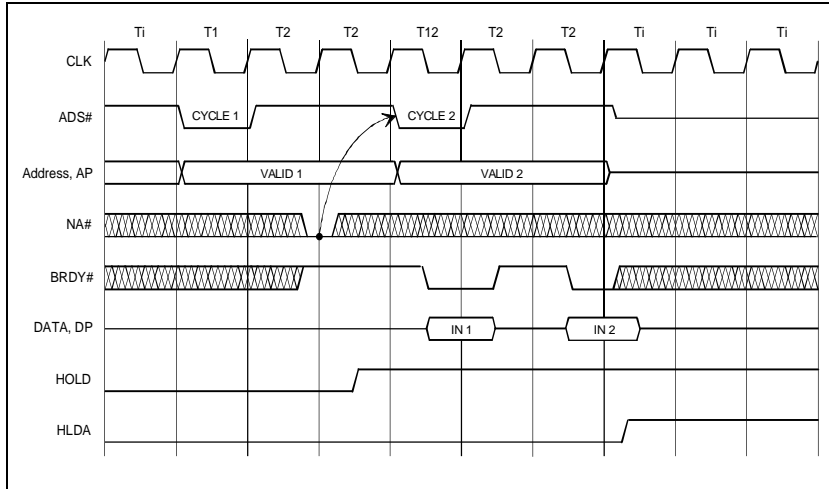 Ti T1 T2 T2 T12 T2 T2 Ti Ti Ti
CLK
ADS# CYCLE 1 CYCLE 2
Address, AP VALID 1 VALID 2
NA#
BRDY#
DATA, DP IN 1 IN 2
HOLD
HLDA